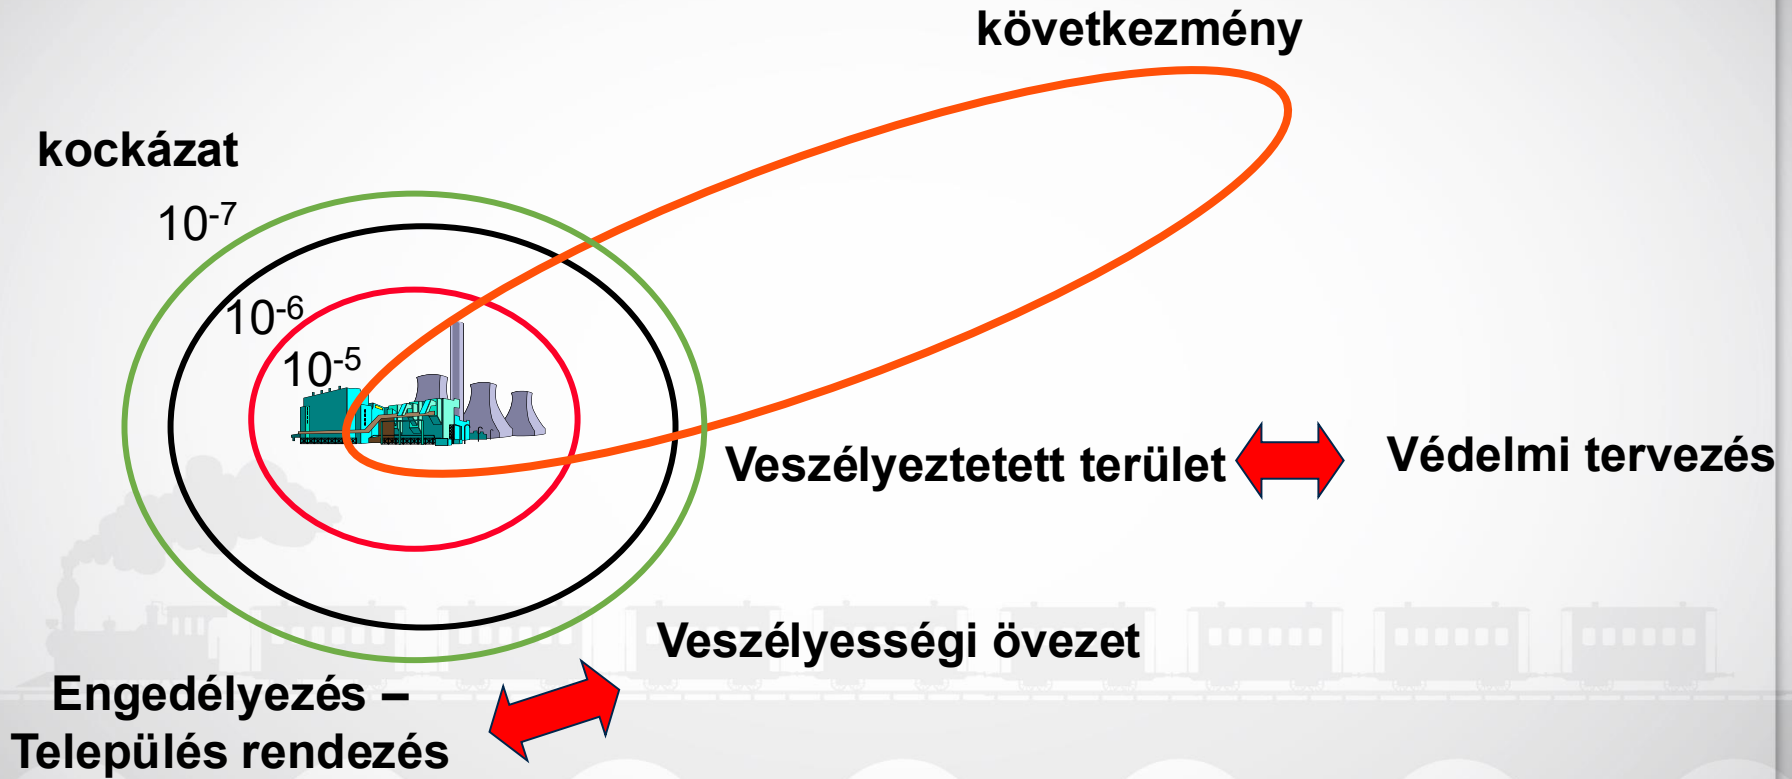 következmény
kockázat
10⁻⁷
10⁻⁶
10⁻⁵
Veszélyeztetett terület
Védelmi tervezés
Veszélyességi övezet
Engedélyezés –
Település rendezés